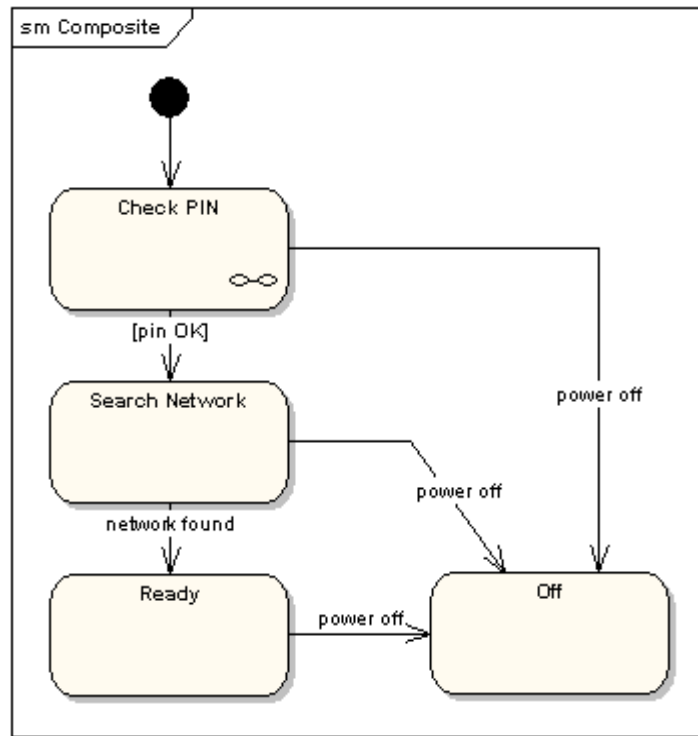 sm Composite
Check PIN
[pin OK]
Search Network
power off
power off
network found
Ready
Off
power off